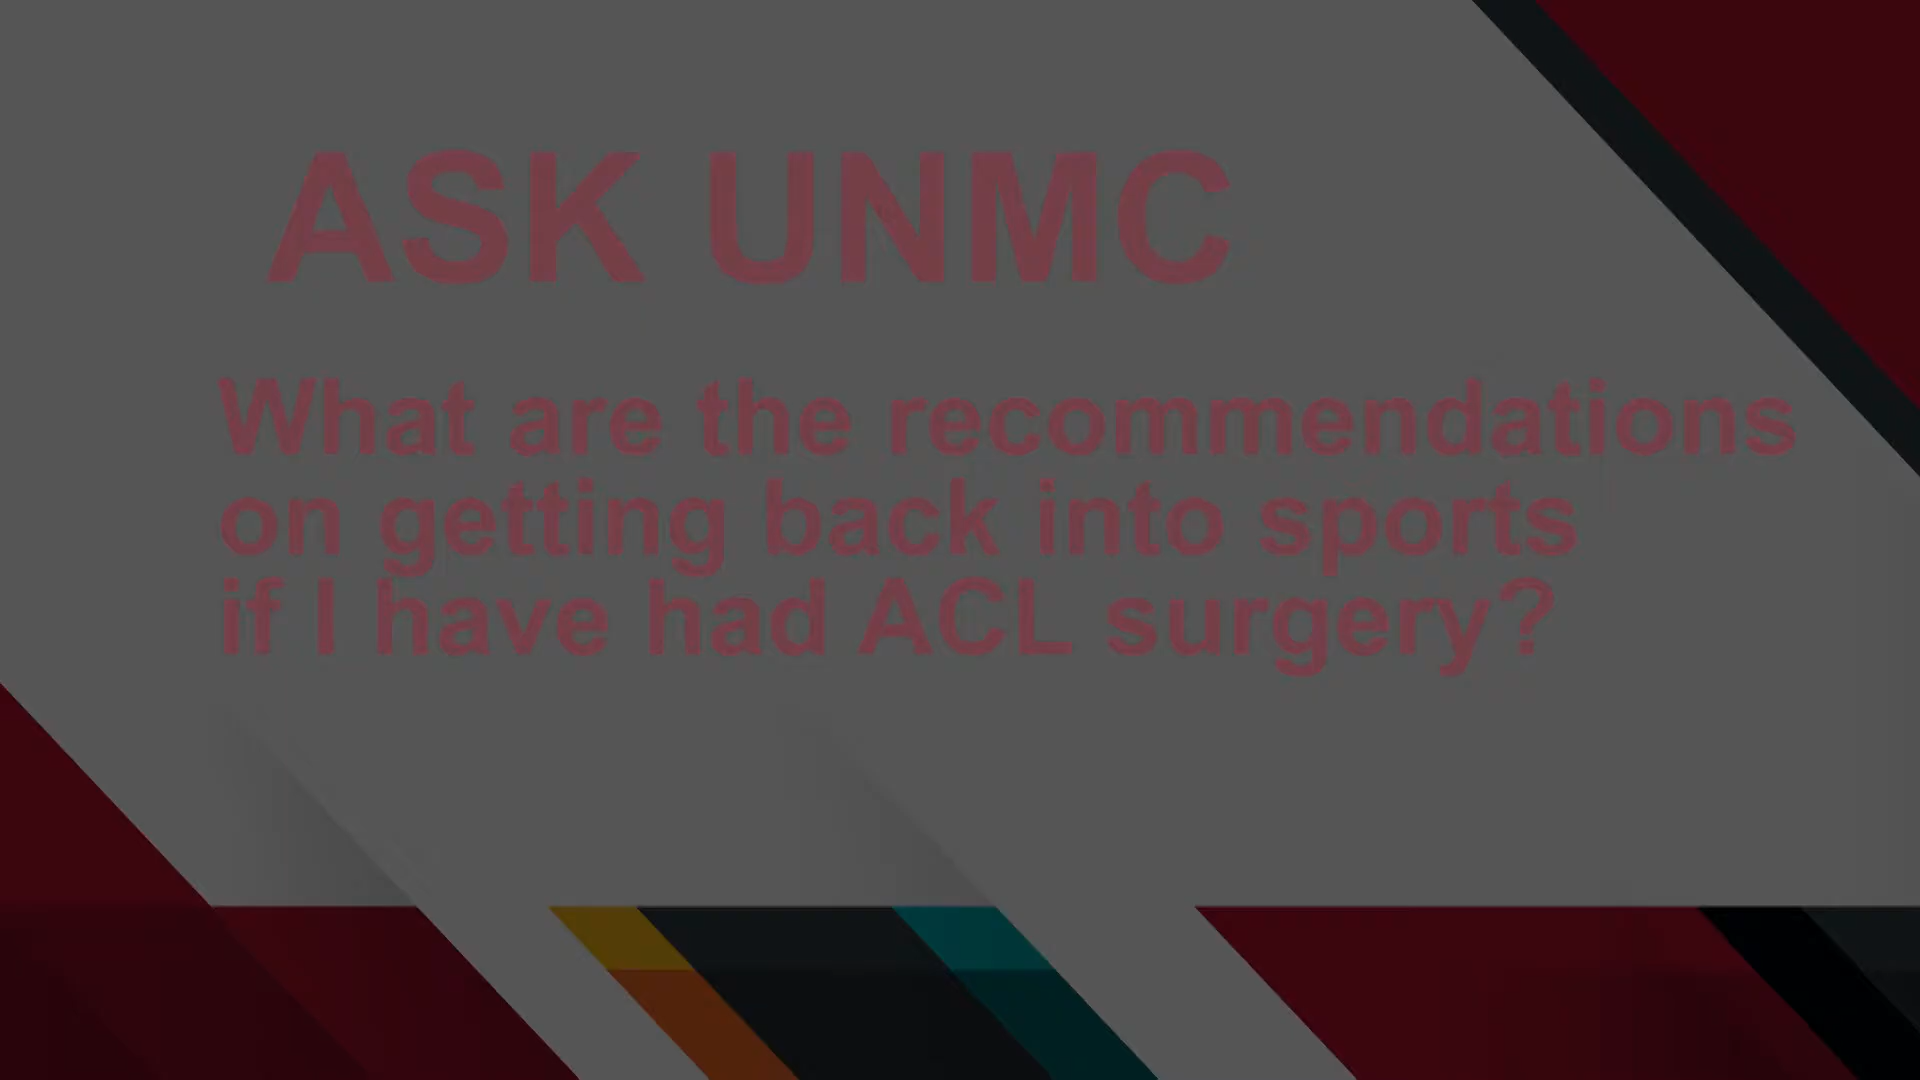 ASK UNMC
What are the recommendations
on getting back into sports
if I have had ACL surgery?